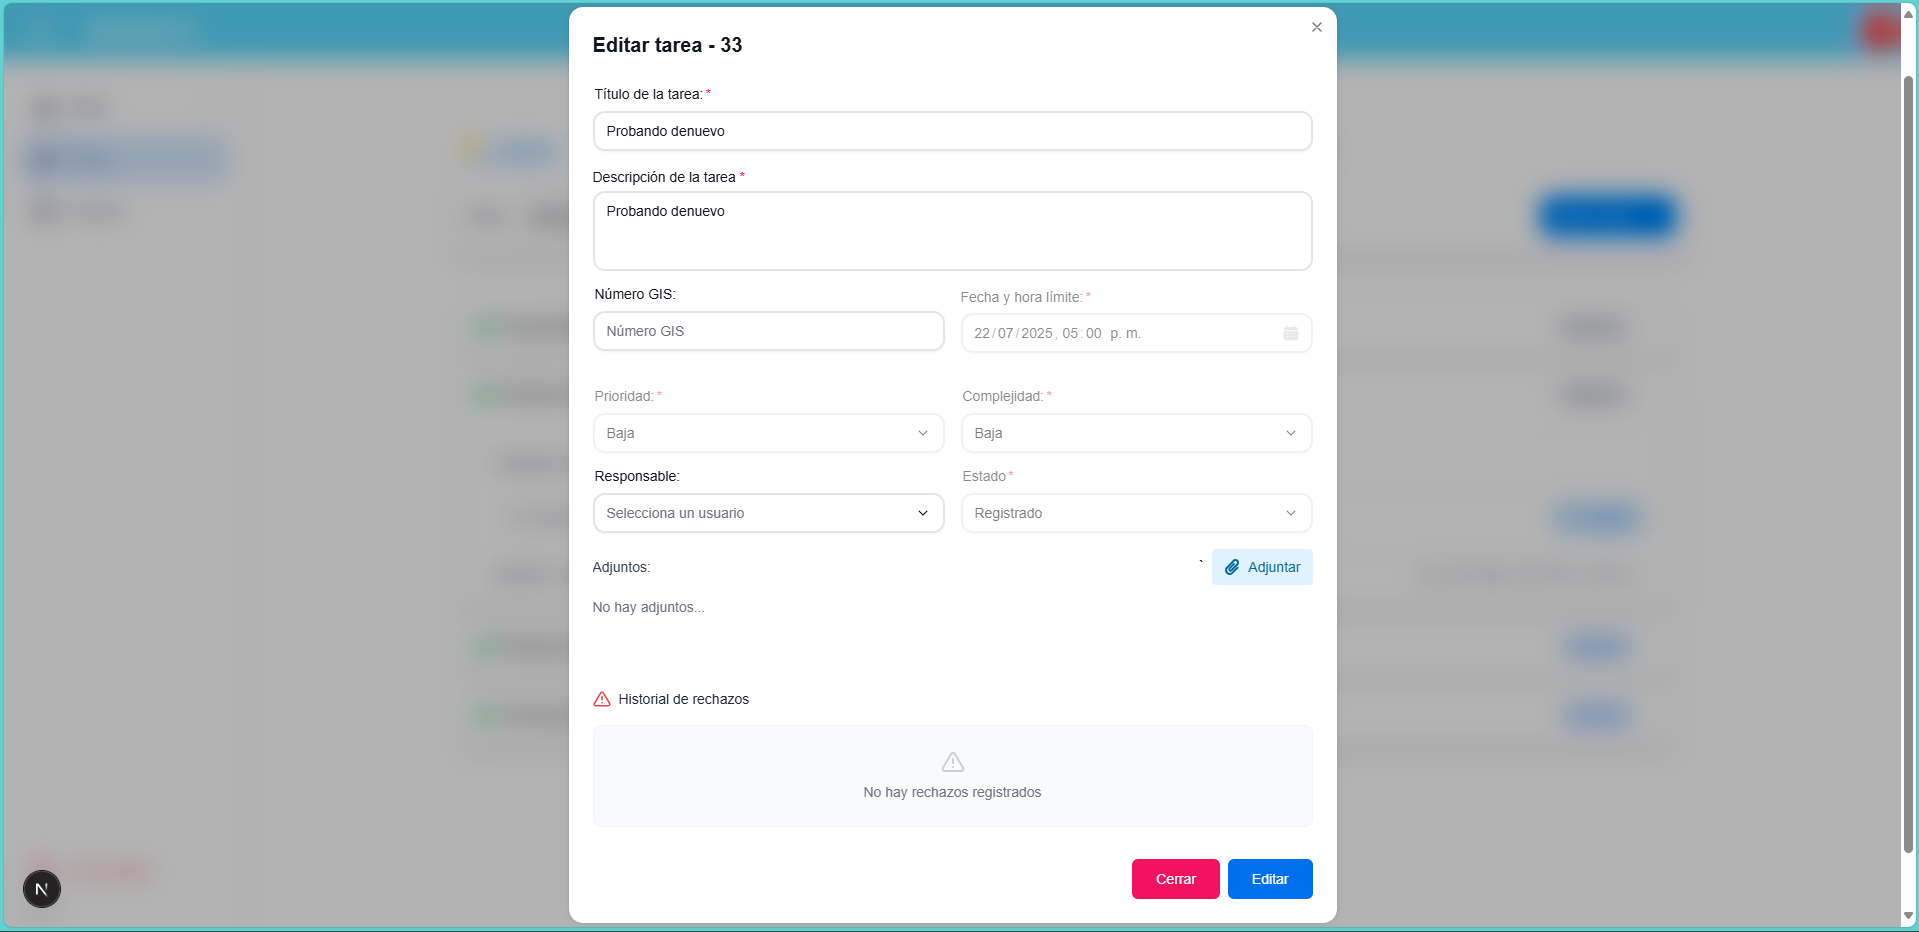 Editar tarea - 33
Título de la tarea: *
Probando denuevo
Descripción de la tarea *
Probando denuevo
Número GIS:
Fecha y hora límite: *
Número GIS
22/07/2025, 05:00 p. m.
Prioridad: *
Complejidad: *
Baja
Baja
Responsable:
Estado *
Selecciona un usuario
Registrado
Adjuntos:
` Adjuntar
No hay adjuntos...
Historial de rechazos
No hay rechazos registrados
Cerrar
Editar
N